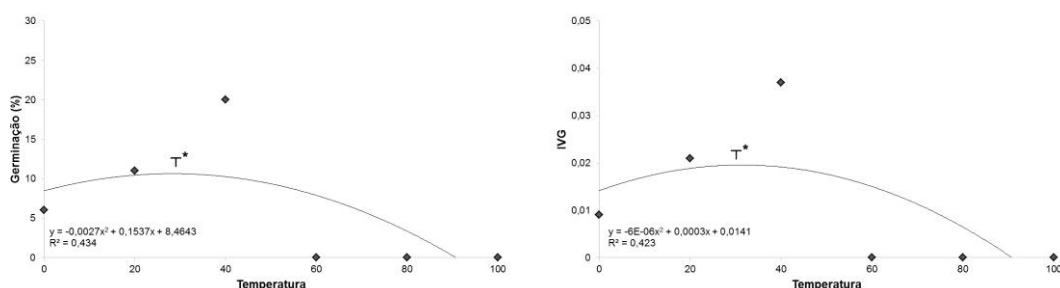 30
25
20
15
10
5
0
Germinação (%)
T*
y = -0,0027x² + 0,1537x + 8,4643
R² = 0,434
0 20 40 60 80 100
Temperatura
0,05
0,04
0,03
0,02
0,01
0
IVG
T*
y = -6E-06x² + 0,0003x + 0,0141
R² = 0,423
0 20 40 60 80 100
Temperatura